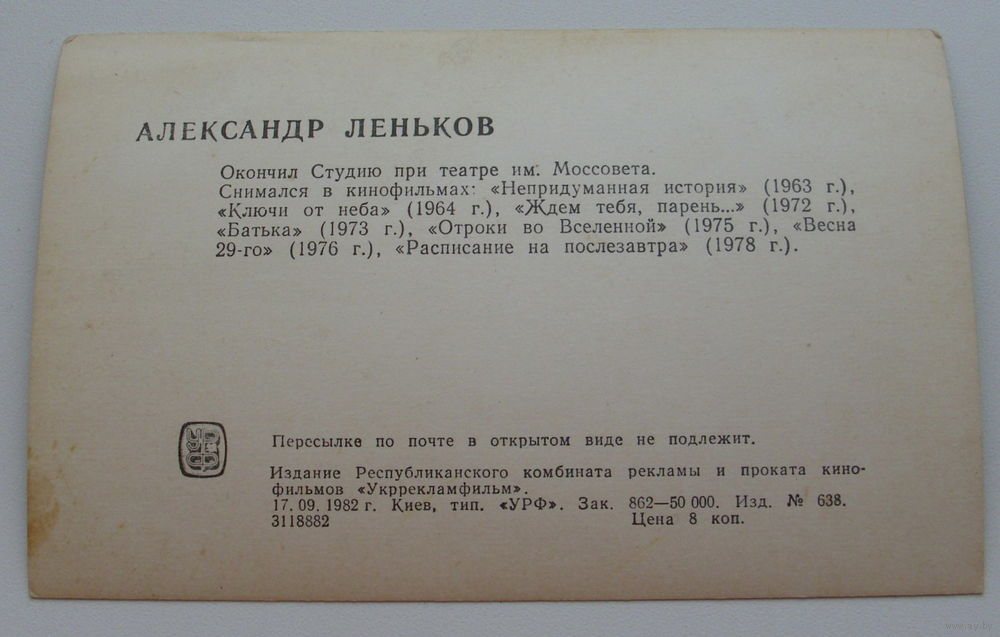 АЛЕКСАНДР ЛЕНЬКОВ
Окончил Студию при театре им. Моссовета.
Снимался в кинофильмах: «Непридуманная история» (1963 г.),
«Ключи от неба» (1964 г.), «Ждем тебя, парень...» (1972 г.),
«Батька» (1973 г.), «Отроки во Вселенной» (1975 г.), «Весна
29-го» (1976 г.), «Расписание на послезавтра» (1978 г.).
Пересылке по почте в открытом виде не подлежит.
Издание Республиканского комбината рекламы и проката кино-
фильмов «Укррекламфильм».
17. 09. 1982 г. Киев, тип. «УРФ». Зак. 862—50 000. Изд. № 638.
3118882 Цена 8 коп.
www.ay.by